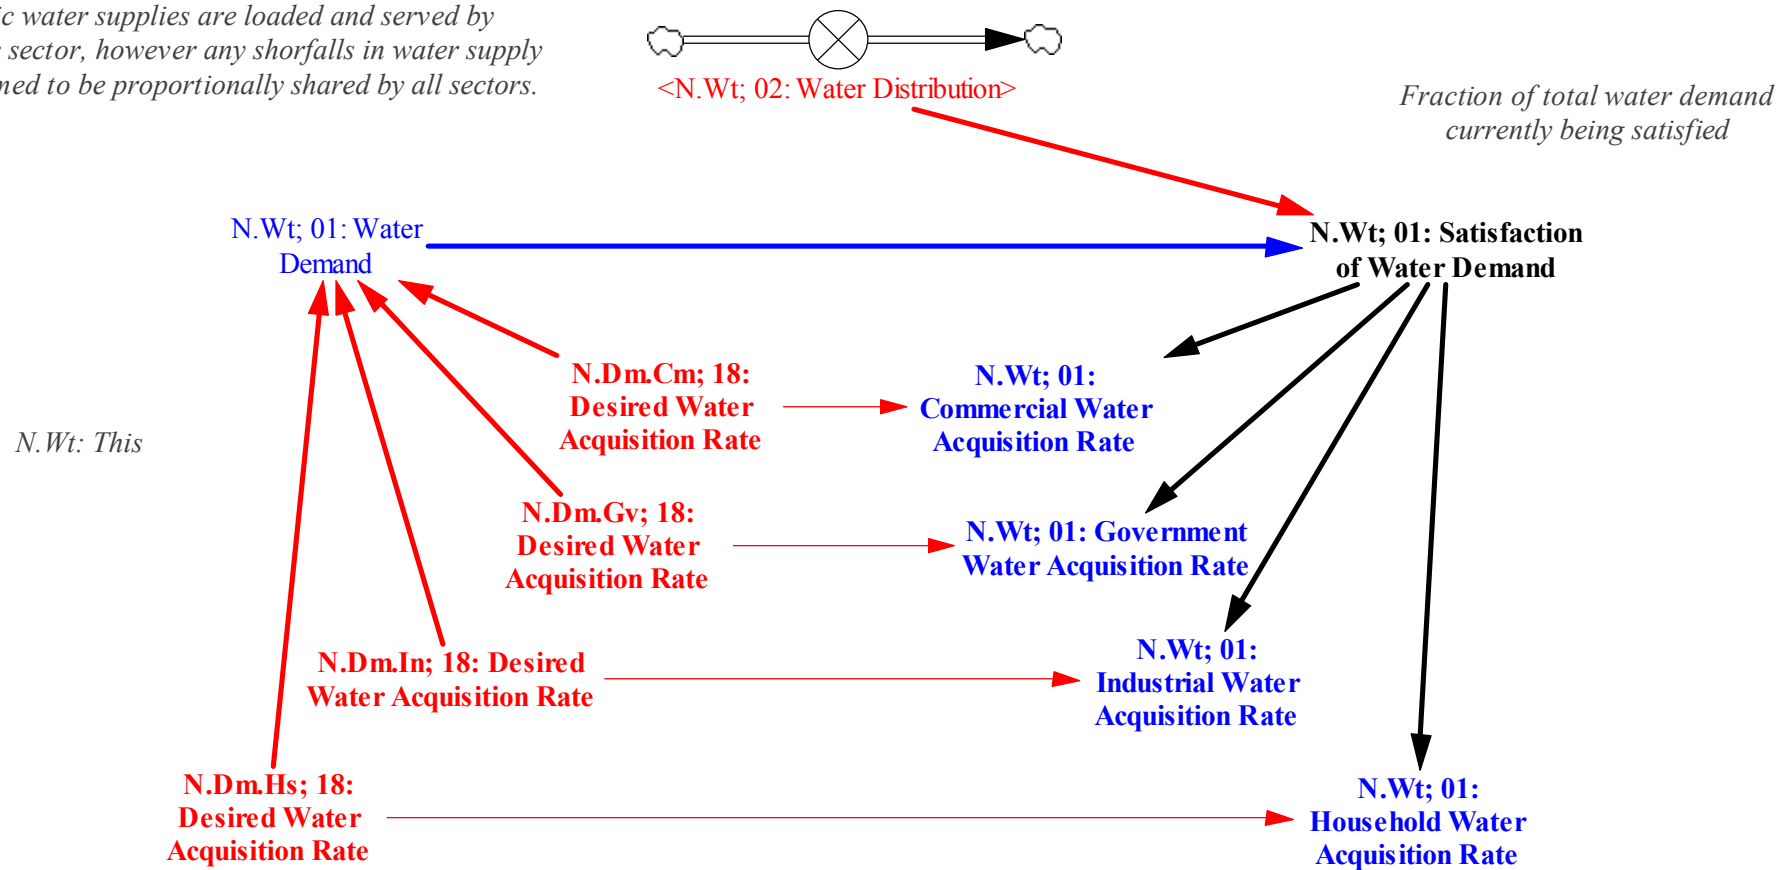 ic water supplies are loaded and served by
sector, however any shorfalls in water supply
ned to be proportionally shared by all sectors.
<N.Wt; 02: Water Distribution>
Fraction of total water demand
currently being satisfied
N.Wt; 01: Water
Demand
N.Wt; 01: Satisfaction
of Water Demand
N.Dm.Cm; 18:
Desired Water
Acquisition Rate
N.Wt; 01:
Commercial Water
Acquisition Rate
N.Wt: This
N.Dm.Gv; 18:
Desired Water
Acquisition Rate
N.Wt; 01: Government
Water Acquisition Rate
N.Dm.In; 18: Desired
Water Acquisition Rate
N.Wt; 01:
Industrial Water
Acquisition Rate
N.Dm.Hs; 18:
Desired Water
Acquisition Rate
N.Wt; 01:
Household Water
Acquisition Rate